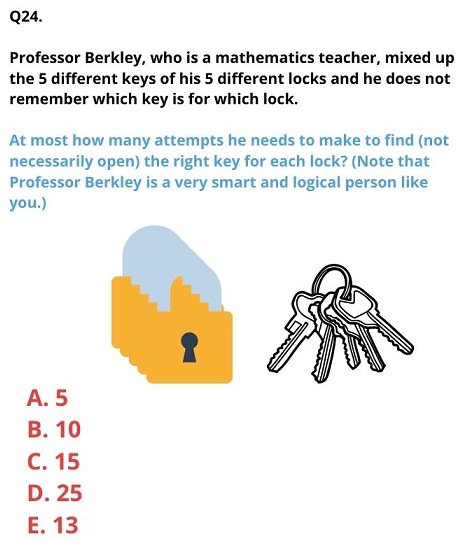 Q24.
Professor Berkley, who is a mathematics teacher, mixed up
the 5 different keys of his 5 different locks and he does not
remember which key is for which lock.
At most how many attempts he needs to make to find (not
necessarily open) the right key for each lock? (Note that
Professor Berkley is a very smart and logical person like
you.)
A. 5
B. 10
C. 15
D. 25
E. 13